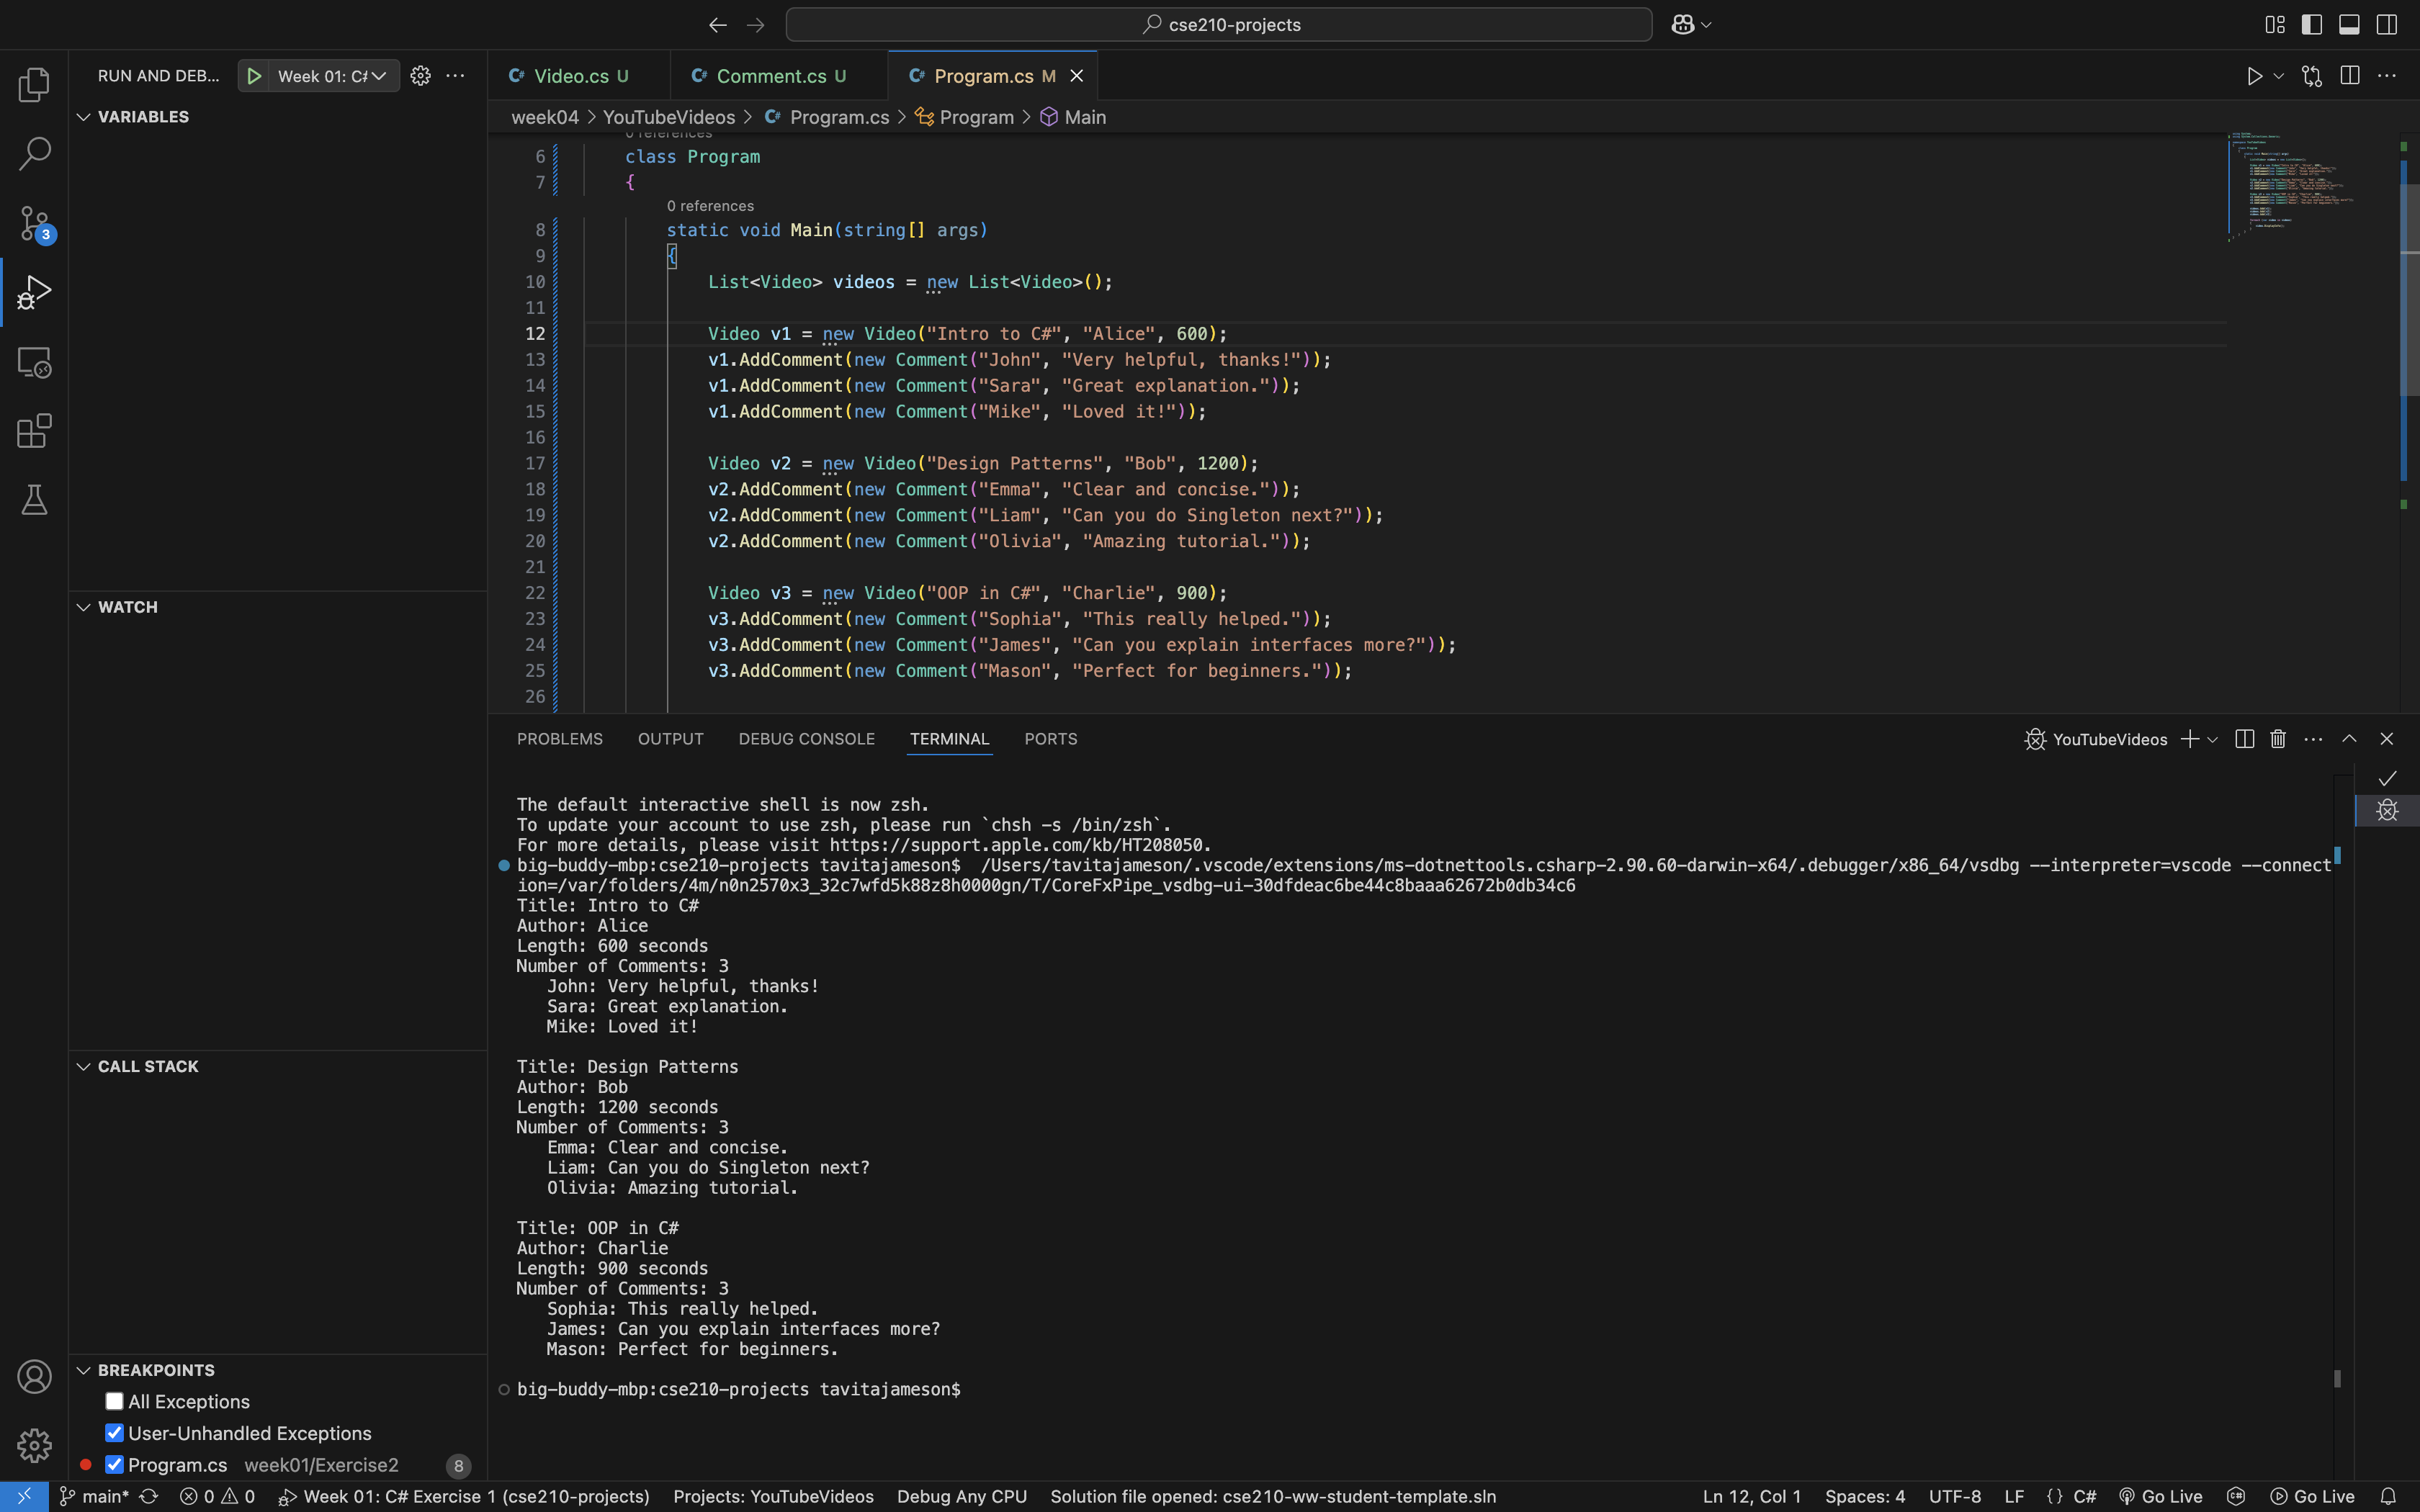 cse210-projects
RUN AND DEB...
Week 01: C#
Video.cs U
Comment.cs U
Program.cs M
week04 > YouTubeVideos > Program.cs > Program > Main
VARIABLES
0 references
6 class Program
7 {
0 references
8 static void Main(string[] args)
9 {
10 List<Video> videos = new List<Video>();
11
12 Video v1 = new Video("Intro to C#", "Alice", 600);
13 v1.AddComment(new Comment("John", "Very helpful, thanks!"));
14 v1.AddComment(new Comment("Sara", "Great explanation."));
15 v1.AddComment(new Comment("Mike", "Loved it!"));
16
17 Video v2 = new Video("Design Patterns", "Bob", 1200);
18 v2.AddComment(new Comment("Emma", "Clear and concise."));
19 v2.AddComment(new Comment("Liam", "Can you do Singleton next?"));
20 v2.AddComment(new Comment("Olivia", "Amazing tutorial."));
21
22 Video v3 = new Video("OOP in C#", "Charlie", 900);
23 v3.AddComment(new Comment("Sophia", "This really helped."));
24 v3.AddComment(new Comment("James", "Can you explain interfaces more?"));
25 v3.AddComment(new Comment("Mason", "Perfect for beginners."));
26
3
WATCH
CALL STACK
BREAKPOINTS
All Exceptions
User-Unhandled Exceptions
Program.cs week01/Exercise2 8
PROBLEMS OUTPUT DEBUG CONSOLE TERMINAL PORTS
YouTubeVideos
The default interactive shell is now zsh.
To update your account to use zsh, please run `chsh -s /bin/zsh`.
For more details, please visit https://support.apple.com/kb/HT208050.
big-buddy-mbp:cse210-projects tavitajameson$ /Users/tavitajameson/.vscode/extensions/ms-dotnettools.csharp-2.90.60-darwin-x64/.debugger/x86_64/vsdbg --interpreter=vscode --connect
ion=/var/folders/4m/n0n2570x3_32c7wfd5k88z8h0000gn/T/CoreFxPipe_vsdbg-ui-30dfdeac6be44c8baaa62672b0db34c6
Title: Intro to C#
Author: Alice
Length: 600 seconds
Number of Comments: 3
John: Very helpful, thanks!
Sara: Great explanation.
Mike: Loved it!
Title: Design Patterns
Author: Bob
Length: 1200 seconds
Number of Comments: 3
Emma: Clear and concise.
Liam: Can you do Singleton next?
Olivia: Amazing tutorial.
Title: OOP in C#
Author: Charlie
Length: 900 seconds
Number of Comments: 3
Sophia: This really helped.
James: Can you explain interfaces more?
Mason: Perfect for beginners.
big-buddy-mbp:cse210-projects tavitajameson$
main* 0 0 Week 01: C# Exercise 1 (cse210-projects) Projects: YouTubeVideos Debug Any CPU Solution file opened: cse210-ww-student-template.sln Ln 12, Col 1 Spaces: 4 UTF-8 LF {} C# Go Live Go Live